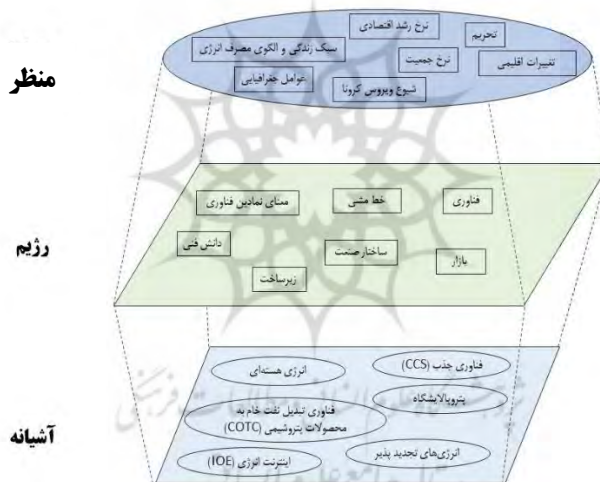 نرخ رشد اقتصادی
تحریم
سبک زندگی و الگوی مصرف انرژی
نرخ جمعیت
تغییرات اقلیمی
عوامل جغرافیایی
شیوع ویروس کرونا
منظر
فناوری
خط مشی
معنای نمادین فناوری
دانش فنی
ساختار صنعت
بازار
زیرساخت
رژیم
فناوری جذب (CCS)
انرژی هسته‌ای
پتروپالایشگاه
فناوری تبدیل نفت خام به
محصولات پتروشیمی (COTC)
انرژی‌های تجدید پذیر
اینترنت انرژی (IOE)
آشیانه